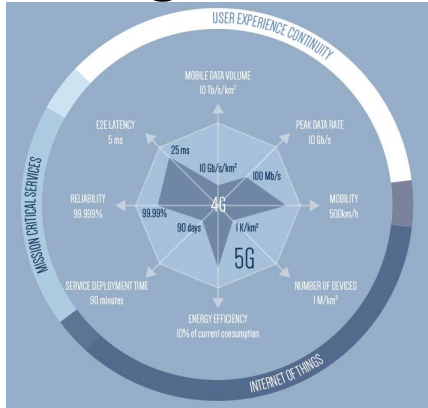 USER EXPERIENCE CONTINUITY
MOBILE DATA VOLUME
10 Tb/s/km²
E2E LATENCY
5 ms
PEAK DATA RATE
10 Gb/s
25 ms
10 Gb/s/km²
100 Mb/s
RELIABILITY
99.999%
99.99%
4G
MOBILITY
500km/h
90 days
1 K/km²
5G
SERVICE DEPLOYMENT TIME
90 minutes
NUMBER OF DEVICES
1 M/km²
ENERGY EFFICIENCY
10% of current consumption
MISSION CRITICAL SERVICES
INTERNET OF THINGS